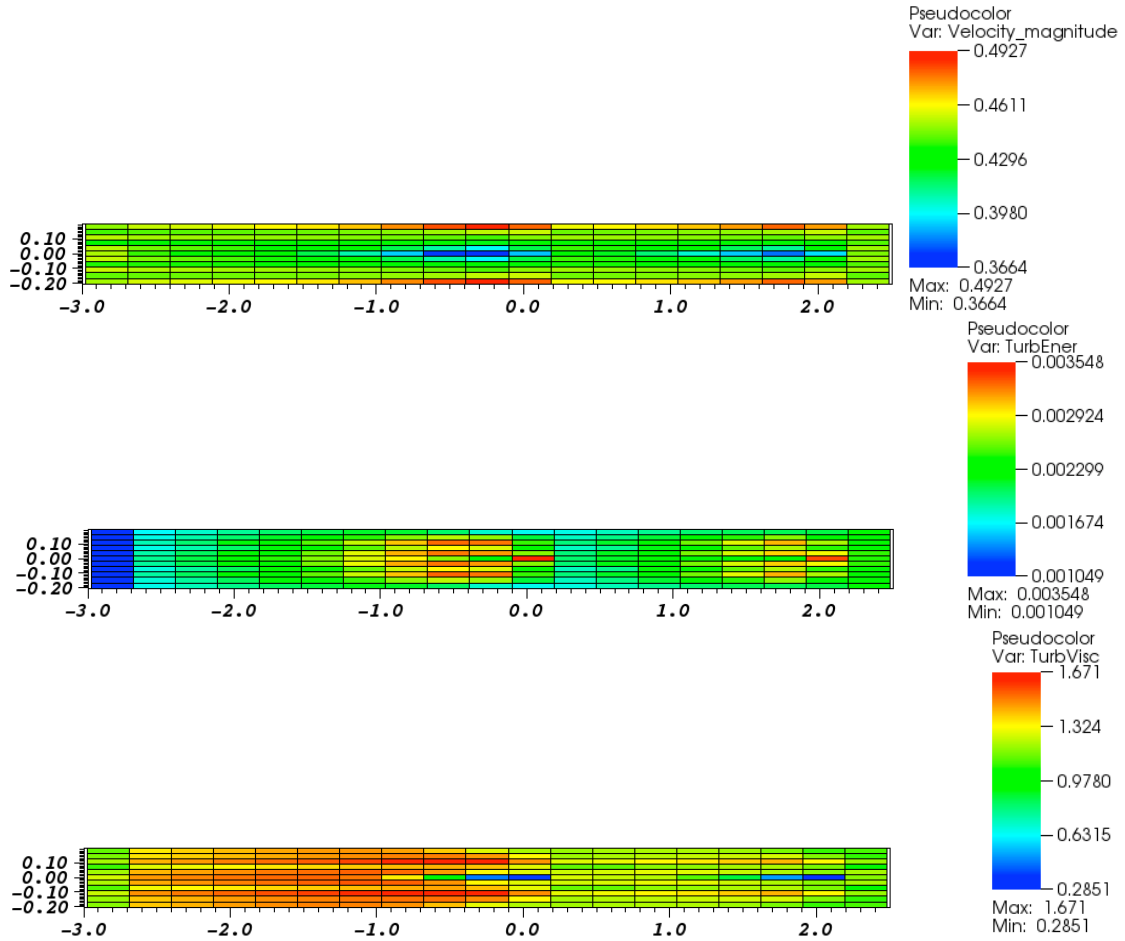 Pseudocolor
Var: Velocity_magnitude
0.4927
0.4611
0.4296
0.3980
0.3664
Max: 0.4927
Min: 0.3664
0.10
0.00
-0.10
-0.20
-3.0 -2.0 -1.0 0.0 1.0 2.0
Pseudocolor
Var: TurbEner
0.003548
0.002924
0.002299
0.001674
0.001049
Max: 0.003548
Min: 0.001049
0.10
0.00
-0.10
-0.20
-3.0 -2.0 -1.0 0.0 1.0 2.0
Pseudocolor
Var: TurbVisc
1.671
1.324
0.9780
0.6315
0.2851
Max: 1.671
Min: 0.2851
0.10
0.00
-0.10
-0.20
-3.0 -2.0 -1.0 0.0 1.0 2.0